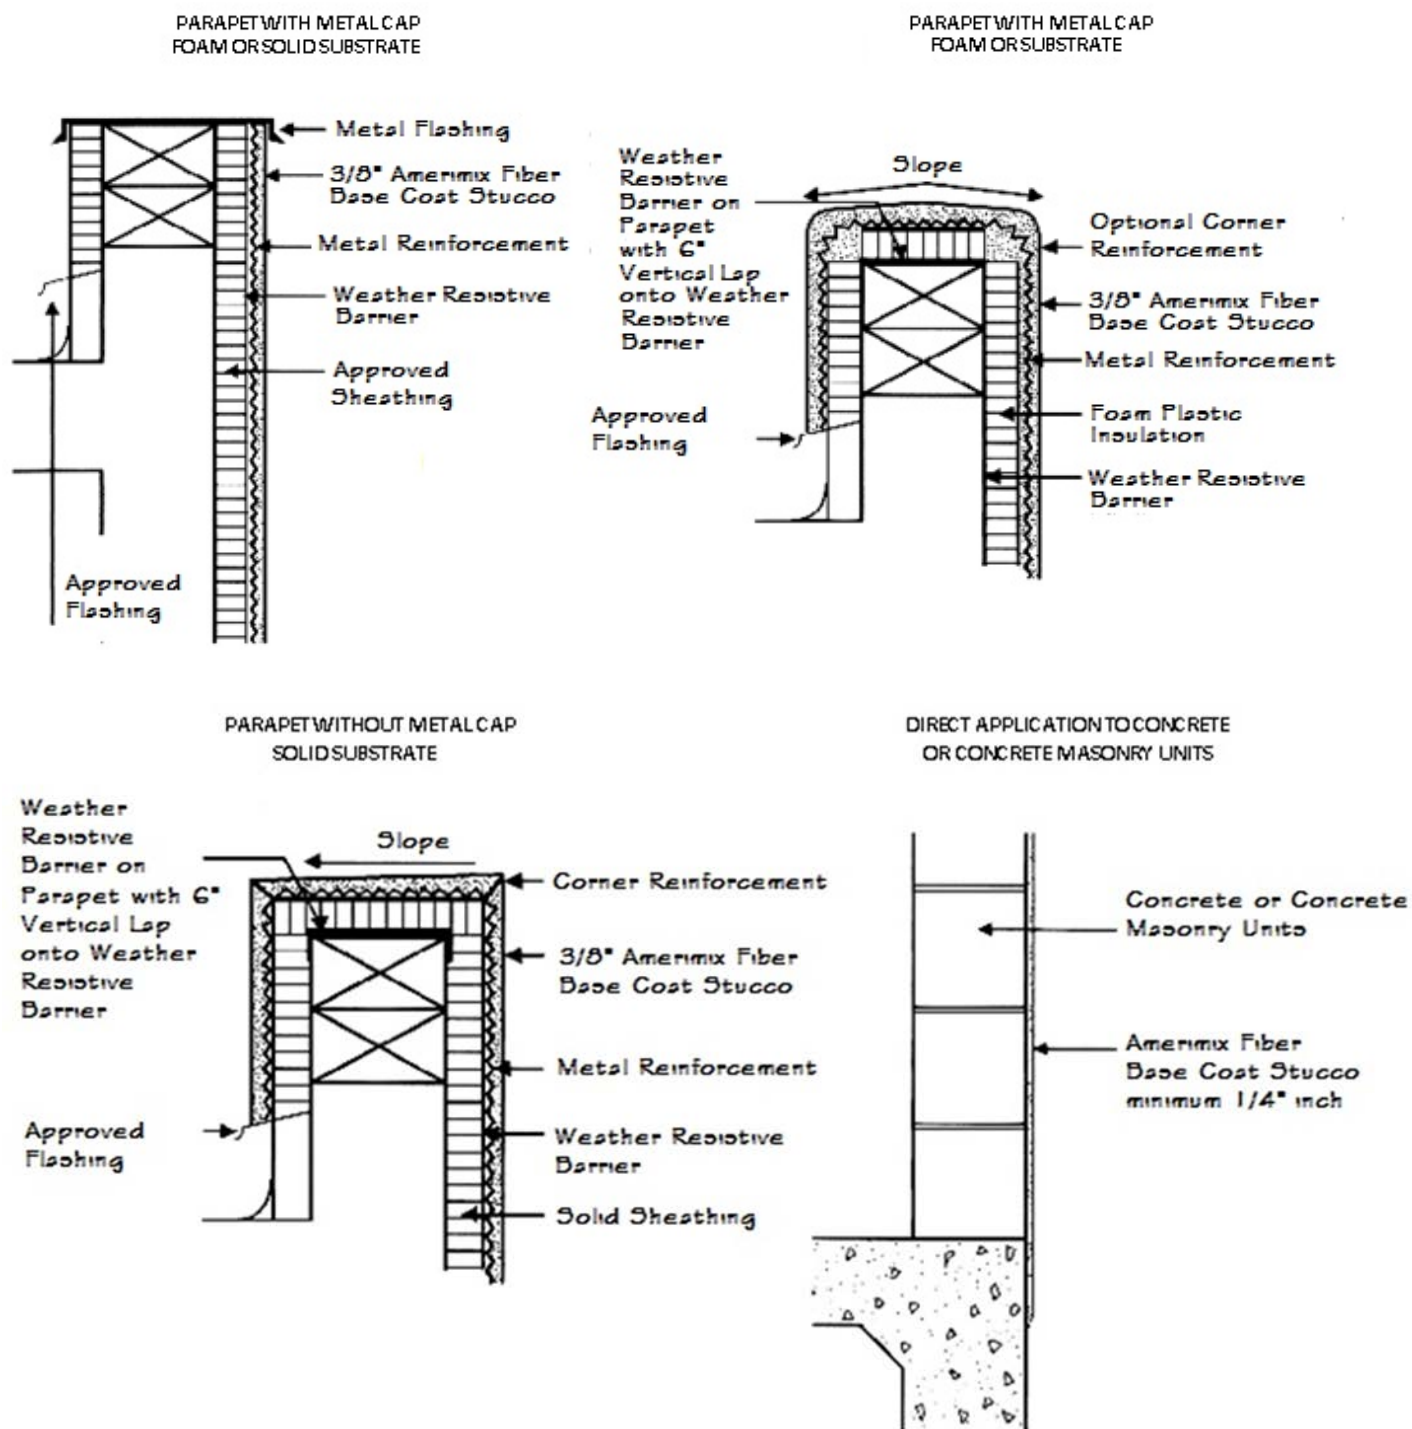 PARAPET WITH METAL CAP
FOAM OR SOLID SUBSTRATE
Metal Flashing
3/8" Amerimix Fiber
Base Coat Stucco
Metal Reinforcement
Weather Resistive
Barrier
Approved
Sheathing
Approved
Flashing
PARAPET WITH METAL CAP
FOAM OR SUBSTRATE
Weather
Resistive
Barrier on
Parapet
with 6"
Vertical Lap
onto Weather
Resistive
Barrier
Slope
Optional Corner
Reinforcement
3/8" Amerimix Fiber
Base Coat Stucco
Metal Reinforcement
Foam Plastic
Insulation
Weather Resistive
Barrier
Approved
Flashing
PARAPET WITHOUT METAL CAP
SOLID SUBSTRATE
Weather
Resistive
Barrier on
Parapet with 6"
Vertical Lap
onto Weather
Resistive
Barrier
Slope
Corner Reinforcement
3/8" Amerimix Fiber
Base Coat Stucco
Metal Reinforcement
Weather Resistive
Barrier
Solid Sheathing
Approved
Flashing
DIRECT APPLICATION TO CONCRETE
OR CONCRETE MASONRY UNITS
Concrete or Concrete
Masonry Units
Amerimix Fiber
Base Coat Stucco
minimum 1/4" inch